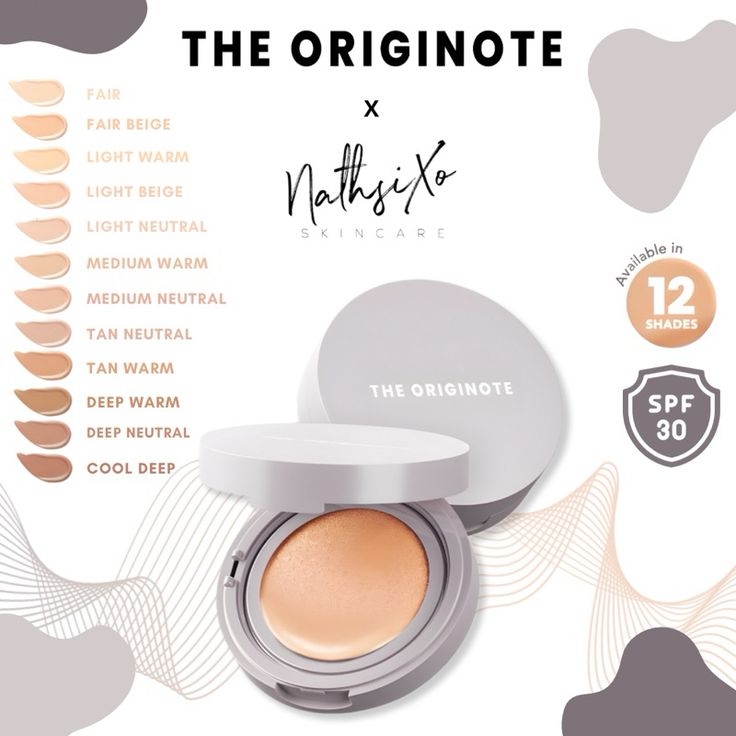 THE ORIGINOTE
X
NathsiXo
SKINCARE
FAIR
FAIR BEIGE
LIGHT WARM
LIGHT BEIGE
LIGHT NEUTRAL
MEDIUM WARM
MEDIUM NEUTRAL
TAN NEUTRAL
TAN WARM
DEEP WARM
DEEP NEUTRAL
COOL DEEP
Available in
12
SHADES
SPF
30
THE ORIGINOTE